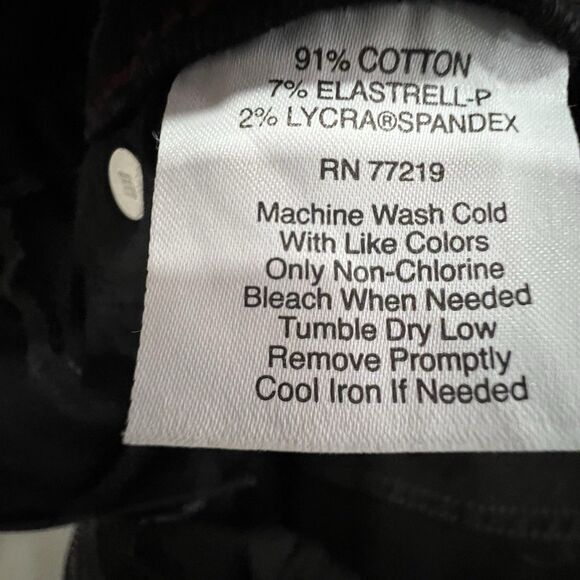 91% COTTON
7% ELASTRELL-P
2% LYCRA®SPANDEX
RN 77219
Machine Wash Cold
With Like Colors
Only Non-Chlorine
Bleach When Needed
Tumble Dry Low
Remove Promptly
Cool Iron If Needed